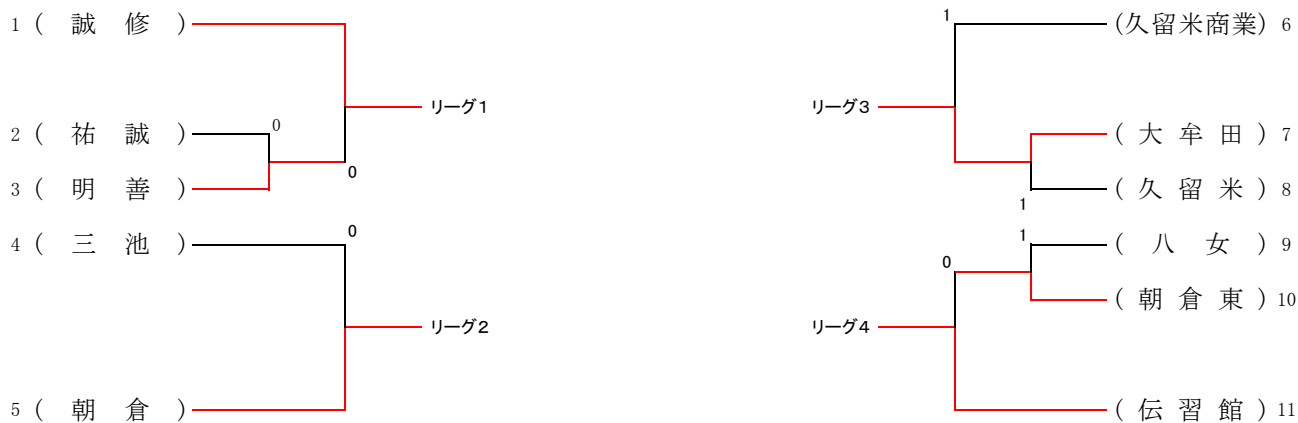 1 ( 誠 修 )
リーグ1
2 ( 祐 誠 )
0
3 ( 明 善 )
0
4 ( 三 池 )
0
リーグ2
5 ( 朝 倉 )
1
(久留米商業) 6
リーグ3
( 大 牟 田 ) 7
( 久 留 米 ) 8
1
1
( 八 女 ) 9
0
( 朝 倉 東 ) 10
リーグ4
( 伝 習 館 ) 11